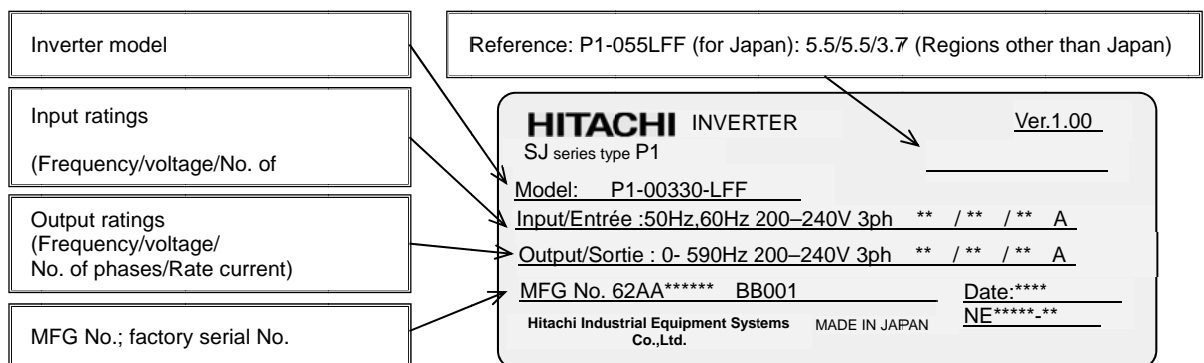 Inverter model
Reference: P1-055LFF (for Japan): 5.5/5.5/3.7 (Regions other than Japan)
Input ratings
(Frequency/voltage/No. of
Output ratings
(Frequency/voltage/
No. of phases/Rate current)
MFG No.; factory serial No.
HITACHI INVERTER
Ver.1.00
SJ series type P1
Model: P1-00330-LFF
Input/Entrée :50Hz,60Hz 200–240V 3ph ** / ** / ** A
Output/Sortie : 0- 590Hz 200–240V 3ph ** / ** / ** A
MFG No. 62AA****** BB001
Date:****
Hitachi Industrial Equipment Systems
Co.,Ltd.
MADE IN JAPAN
NE*****-**